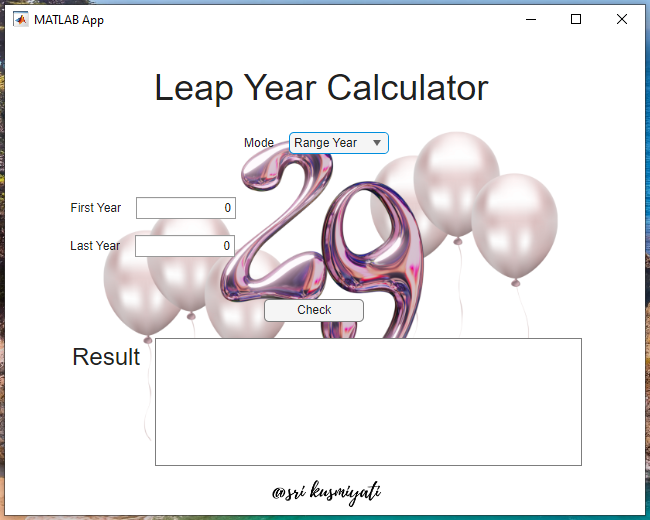 MATLAB App
Leap Year Calculator
Mode Range Year
29
First Year 0
Last Year 0
Check
Result
@sri kusmiyati